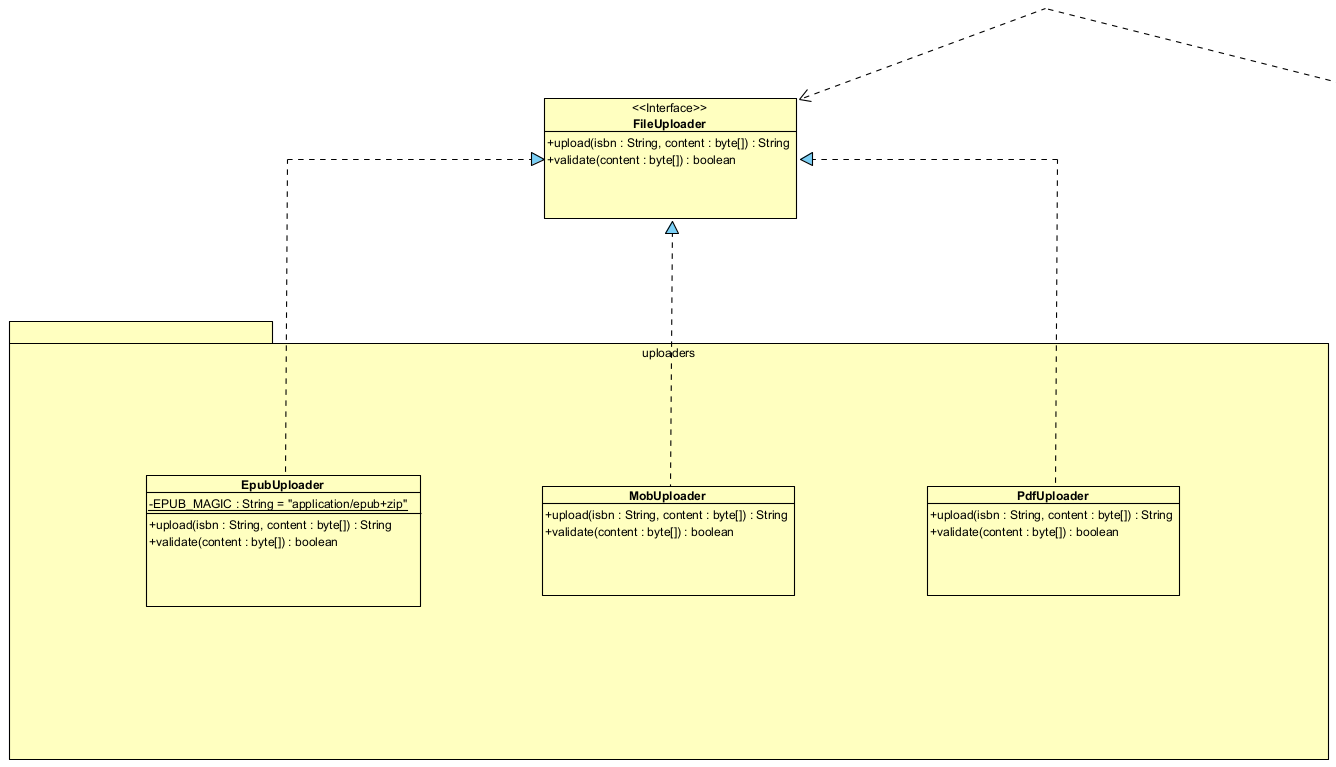 <<Interface>>
FileUploader
+upload(isbn : String, content : byte[]) : String
+validate(content : byte[]) : boolean
uploaders
EpubUploader
-EPUB_MAGIC : String = "application/epub+zip"
+upload(isbn : String, content : byte[]) : String
+validate(content : byte[]) : boolean
MobUploader
+upload(isbn : String, content : byte[]) : String
+validate(content : byte[]) : boolean
PdfUploader
+upload(isbn : String, content : byte[]) : String
+validate(content : byte[]) : boolean